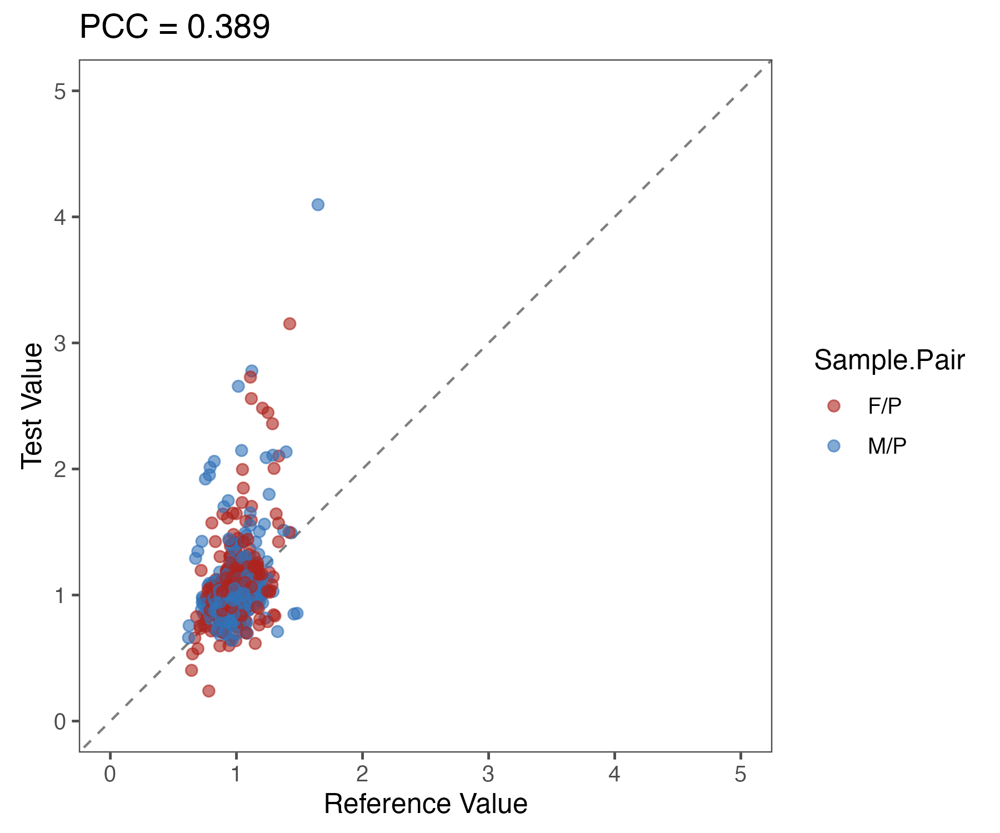 PCC = 0.389
5
4
3
2
1
0
Test Value
0 1 2 3 4 5
Reference Value
Sample.Pair
F/P
M/P